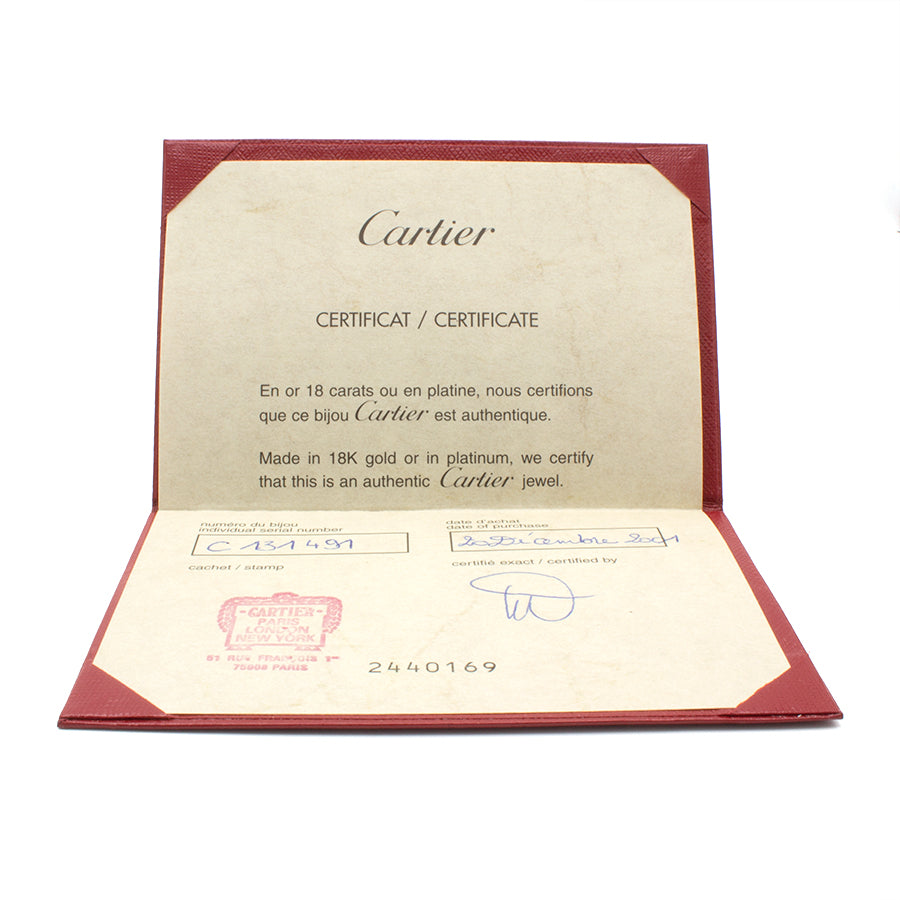 Cartier
CERTIFICAT / CERTIFICATE
En or 18 carats ou en platine, nous certifions
que ce bijou Cartier est authentique.
Made in 18K gold or in platinum, we certify
that this is an authentic Cartier jewel.
numéro du bijou
individual serial number
C 131491
date d'achat
date of purchase
20 Décembre 2001
cachet / stamp
certifié exact / certified by
CARTIER
PARIS
LONDON
NEW YORK
51 RUE FRANÇOIS 1er
75008 PARIS
2440169